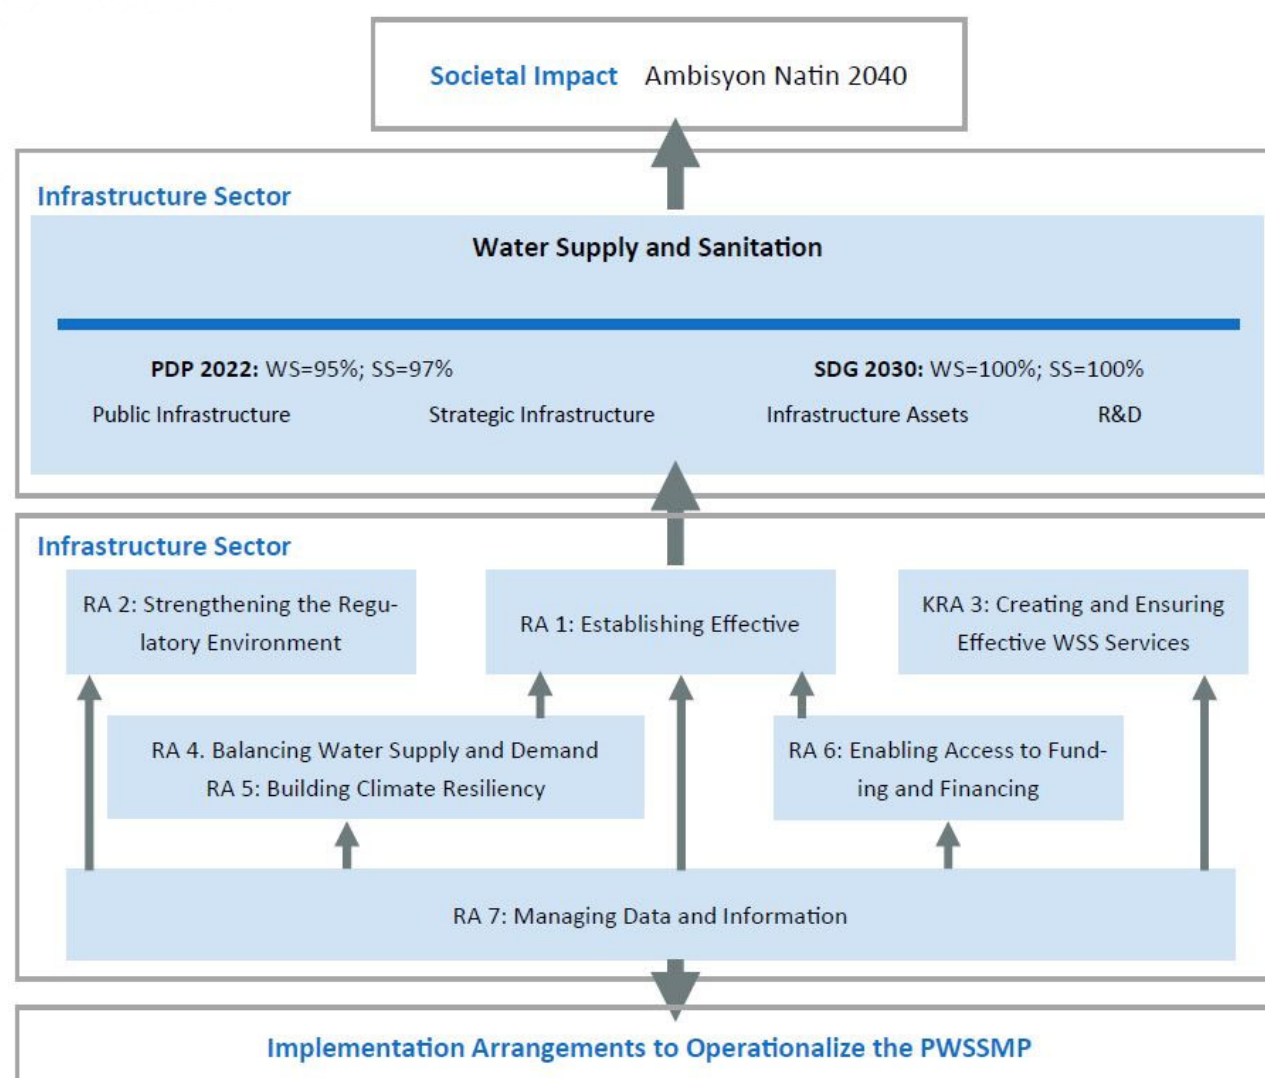 Societal Impact Ambisyon Natin 2040
Infrastructure Sector
Water Supply and Sanitation
PDP 2022: WS=95%; SS=97%
SDG 2030: WS=100%; SS=100%
Public Infrastructure
Strategic Infrastructure
Infrastructure Assets
R&D
Infrastructure Sector
RA 2: Strengthening the Regu-
latory Environment
RA 1: Establishing Effective
KRA 3: Creating and Ensuring
Effective WSS Services
RA 4. Balancing Water Supply and Demand
RA 5: Building Climate Resiliency
RA 6: Enabling Access to Fund-
ing and Financing
RA 7: Managing Data and Information
Implementation Arrangements to Operationalize the PWSSMP